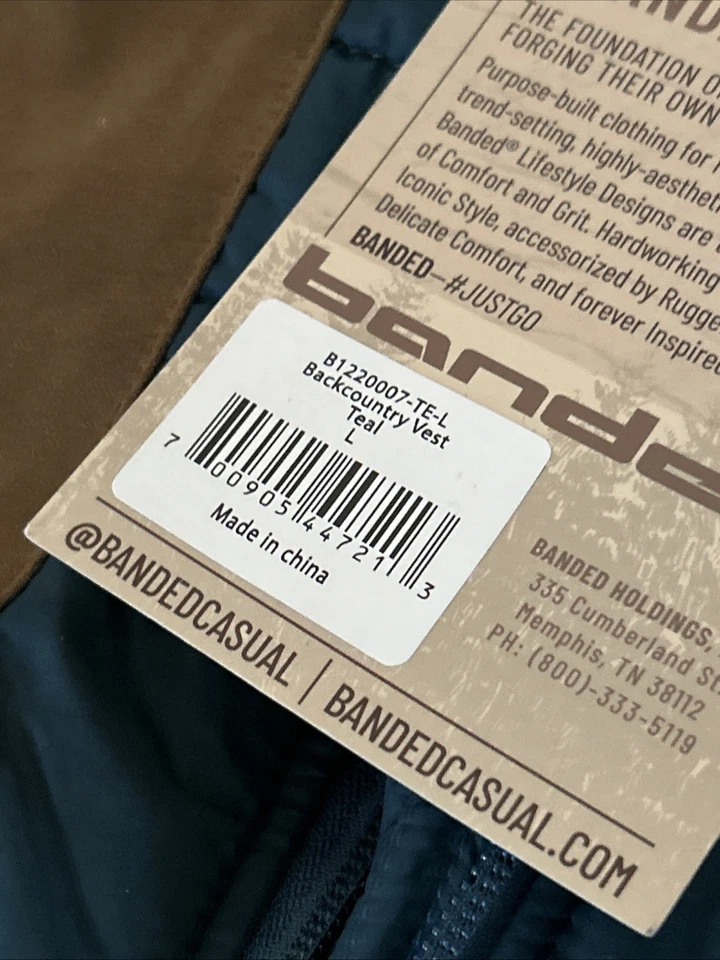 THE FOUNDATION
FORGING THEIR OWN
Purpose-built clothing for
trend-setting, highly-aesthet
Banded® Lifestyle Designs are
of Comfort and Grit. Hardworking
Iconic Style, accessorized by Rugge
Delicate Comfort, and forever Inspired
BANDED—#JUSTGO
bande
B1220007-TE-L
Backcountry Vest
Teal
L
7 00905 44721 3
Made in china
BANDED HOLDINGS,
335 Cumberland St
Memphis, TN 38112
PH: (800)-333-5119
@BANDEDCASUAL | BANDEDCASUAL.COM